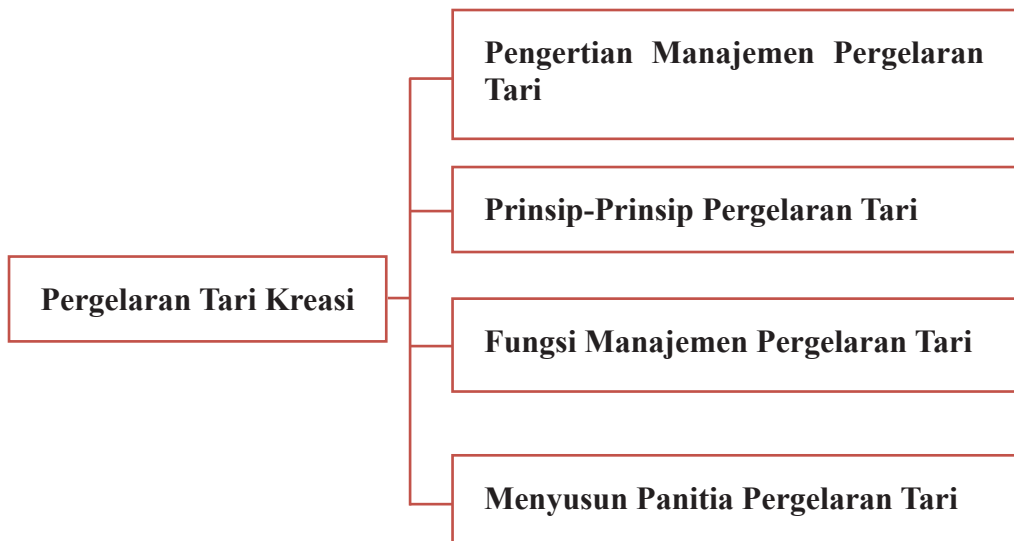 Pengertian Manajemen Pergelaran
Tari
Prinsip-Prinsip Pergelaran Tari
Pergelaran Tari Kreasi
Fungsi Manajemen Pergelaran Tari
Menyusun Panitia Pergelaran Tari